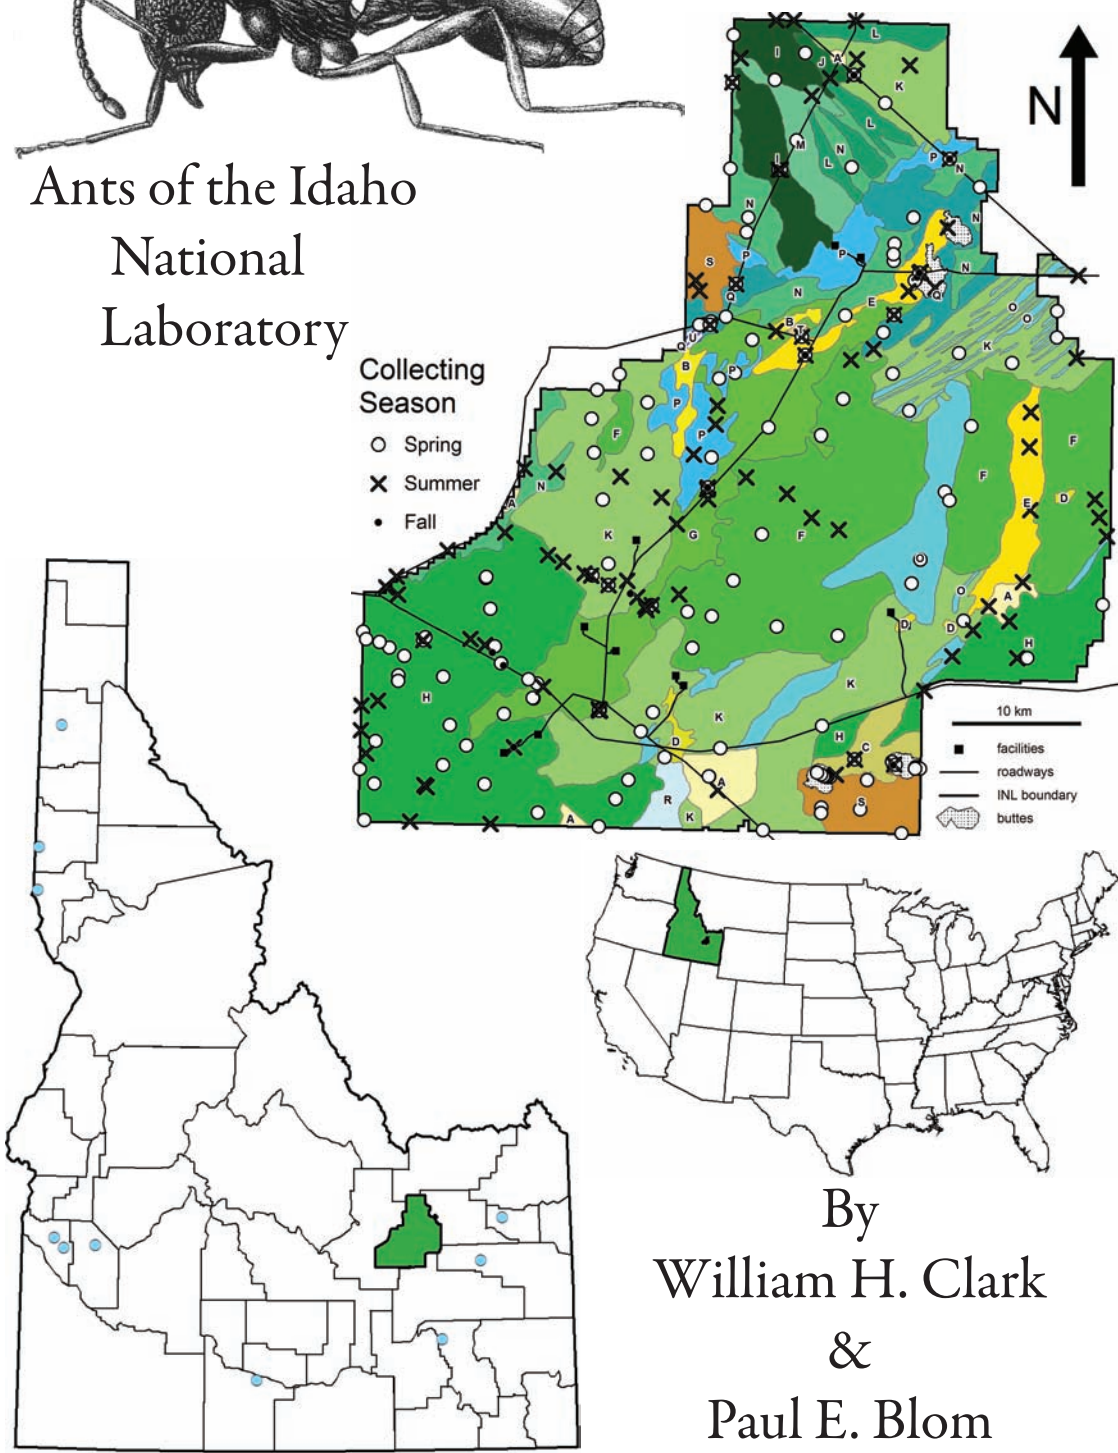 Ants of the Idaho
National
Laboratory
N
Collecting
Season
Spring
Summer
Fall
L
I
J
A
K
L
M
N
L
I
P
N
N
N
S
P
P
N
Q
N
E
Q
O
O
B
T
K
U
Q
B
P
P
F
P
F
F
N
A
E
D
K
G
F
O
O
A
D
D
H
K
H
K
D
H
C
A
R
S
A
K
10 km
facilities
roadways
INL boundary
buttes
By
William H. Clark
&
Paul E. Blom